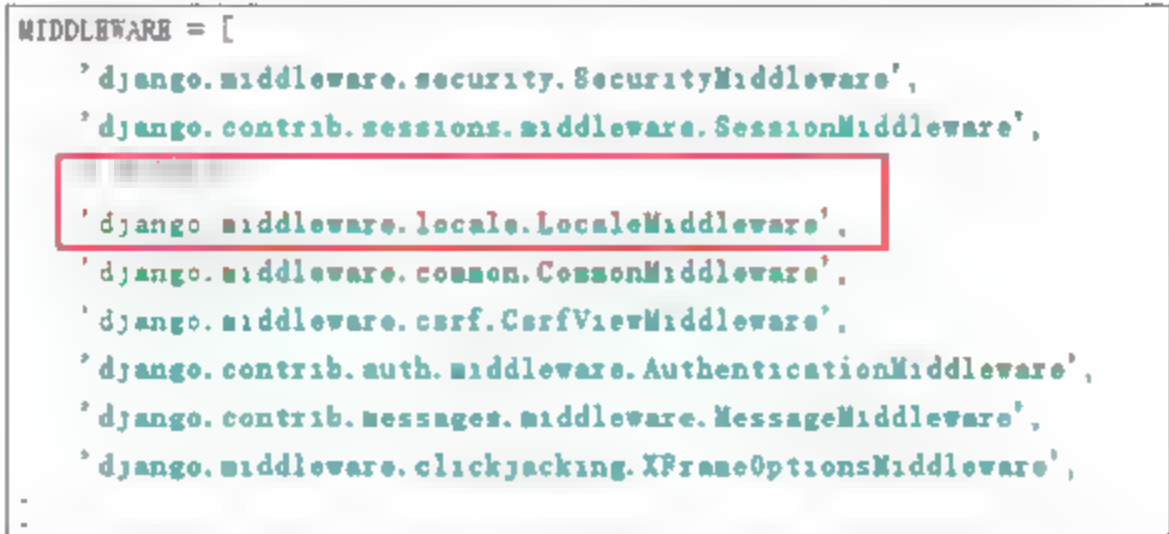 MIDDLEWARE = [
'django.middleware.security.SecurityMiddleware',
'django.contrib.sessions.middleware.SessionMiddleware',
'django middleware.locale.LocaleMiddleware',
'django.middleware.common.CommonMiddleware',
'django.middleware.csrf.CsrfViewMiddleware',
'django.contrib.auth.middleware.AuthenticationMiddleware',
'django.contrib.messages.middleware.MessageMiddleware',
'django.middleware.clickjacking.XFrameOptionsMiddleware',